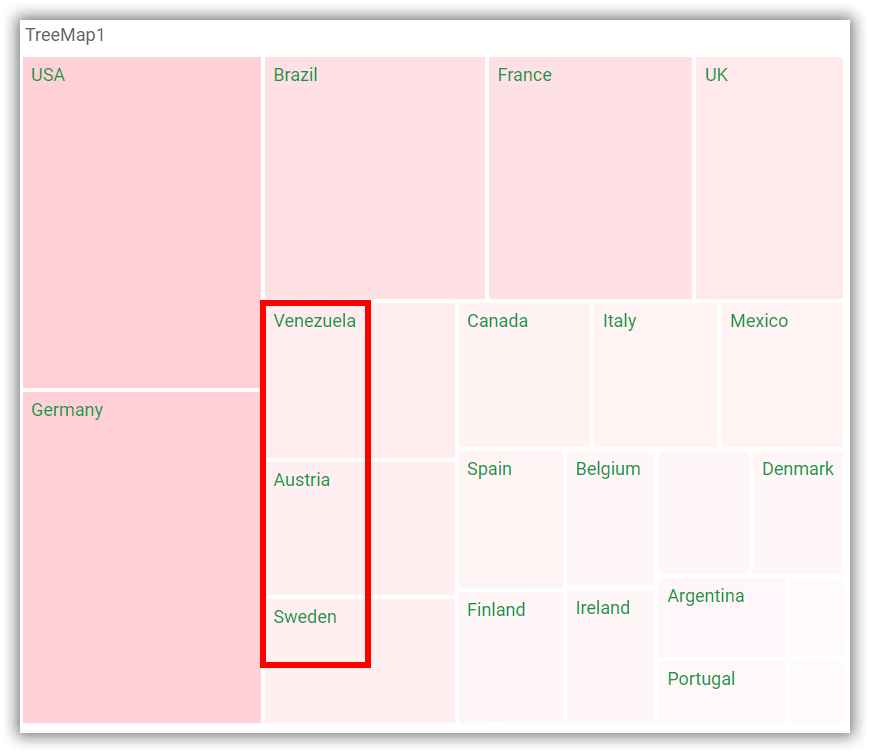 TreeMap1
USA
Brazil
France
UK
Venezuela
Canada
Italy
Mexico
Germany
Spain
Belgium
Denmark
Austria
Argentina
Finland
Ireland
Sweden
Portugal